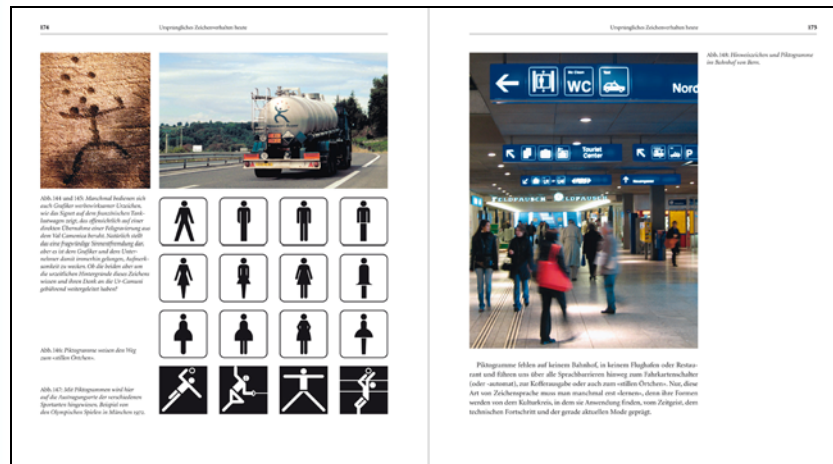 174
Ursprüngliches Zeichenverhalten heute
Abb. 144 und 145: Manchmal bedienen sich
auch Grafiker weltbekannter Urzeichen,
wie das Signet auf dem französischen Tank-
lastwagen zeigt, das offensichtlich auf einer
direkten Übernahme einer Felsgravierung aus
dem Val Camonica beruht. Natürlich stellt
das eine fragwürdige Sinnentfremdung dar,
aber es ist dem Grafiker und dem Unter-
nehmer damit immerhin gelungen, Aufmerk-
samkeit zu wecken. Ob die beiden aber um
die urzeitlichen Hintergründe dieses Zeichens
wissen und ihren Dank an die Ur-Camuni
gebührend weitergeleitet haben?
Abb. 146: Piktogramme weisen den Weg
zum «stillen Örtchen».
Abb. 147: Mit Piktogrammen wird hier
auf die Austragungsorte der verschiedenen
Sportarten hingewiesen. Beispiel von
den Olympischen Spielen in München 1972.
Ursprüngliches Zeichenverhalten heute
175
Abb. 148: Hinweiszeichen und Piktogramme
im Bahnhof von Bern.
WC
Taxi
Nord
Tourist
Center
P
FELDPAUSCH
Piktogramme fehlen auf keinem Bahnhof, in keinem Flughafen oder Restau-
rant und führen uns über alle Sprachbarrieren hinweg zum Fahrkartenschalter
(oder -automat), zur Kofferausgabe oder auch zum «stillen Örtchen». Nur, diese
Art von Zeichensprache muss man manchmal erst «lernen», denn ihre Formen
werden von dem Kulturkreis, in dem sie Anwendung finden, vom Zeitgeist, dem
technischen Fortschritt und der gerade aktuellen Mode geprägt.